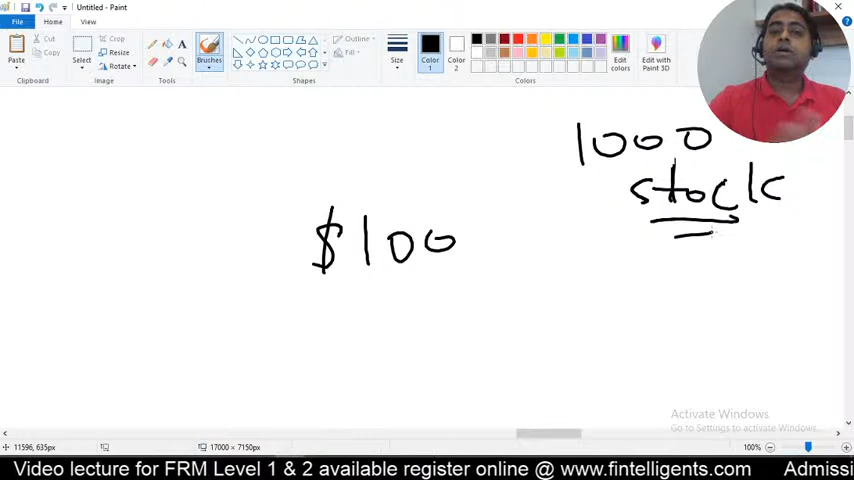 Untitled - Paint
File Home View
Paste Cut Copy Clipboard
Select Crop Resize Rotate Image
A Tools
Brushes
Outline Fill Shapes
Size
Color 1 Color 2 Colors
Edit colors
Edit with Paint 3D
1000
stock
$100
Activate Windows
Go to Settings to activate Windows.
11596, 635px 17000 × 7150px 100%
Video lecture for FRM Level 1 & 2 available register online @ www.fintelligents.com Admissi